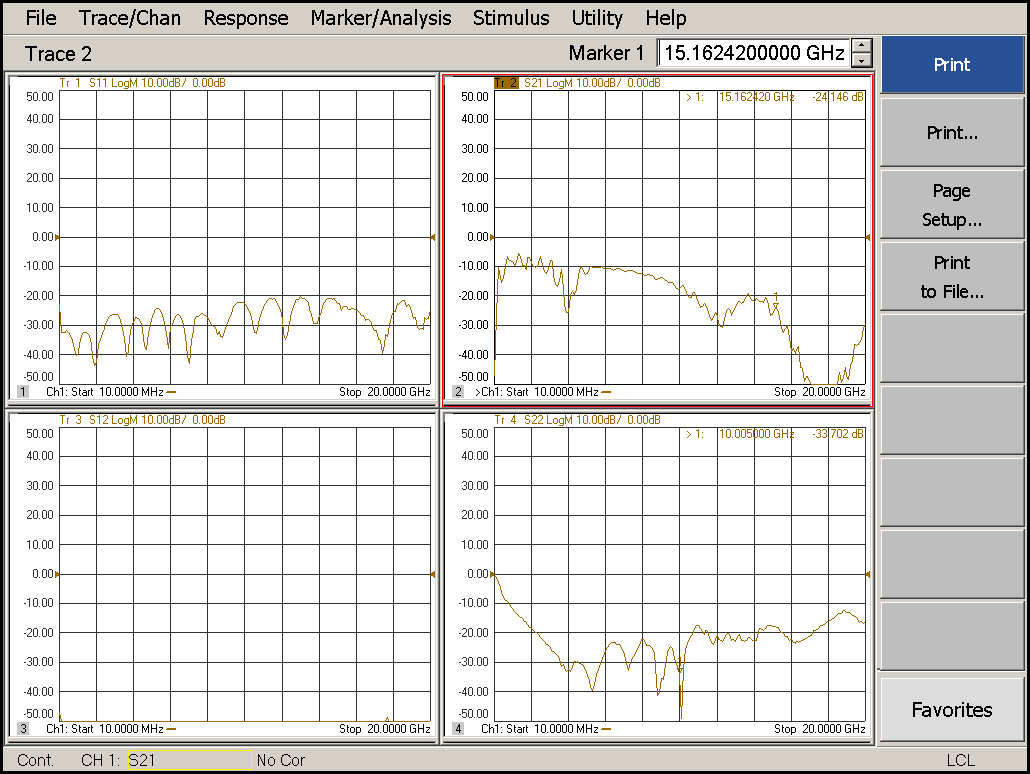 File Trace/Chan Response Marker/Analysis Stimulus Utility Help
Trace 2 Marker 1 15.1624200000 GHz
Print
Print...
Page
Setup...
Print
to File...
Favorites
Tr 1 S11 LogM 10.00dB/ 0.00dB
50.00
40.00
30.00
20.00
10.00
0.00
-10.00
-20.00
-30.00
-40.00
-50.00
1 Ch1: Start 10.0000 MHz Stop 20.0000 GHz
Tr 2 S21 LogM 10.00dB/ 0.00dB
> 1: 15.162420 GHz -24.146 dB
50.00
40.00
30.00
20.00
10.00
0.00
-10.00
-20.00
-30.00
-40.00
-50.00
1
2 >Ch1: Start 10.0000 MHz Stop 20.0000 GHz
Tr 3 S12 LogM 10.00dB/ 0.00dB
50.00
40.00
30.00
20.00
10.00
0.00
-10.00
-20.00
-30.00
-40.00
-50.00
3 Ch1: Start 10.0000 MHz Stop 20.0000 GHz
Tr 4 S22 LogM 10.00dB/ 0.00dB
> 1: 10.005000 GHz -33.702 dB
50.00
40.00
30.00
20.00
10.00
0.00
-10.00
-20.00
-30.00
-40.00
-50.00
4 Ch1: Start 10.0000 MHz Stop 20.0000 GHz
Cont. CH 1: S21 No Cor LCL